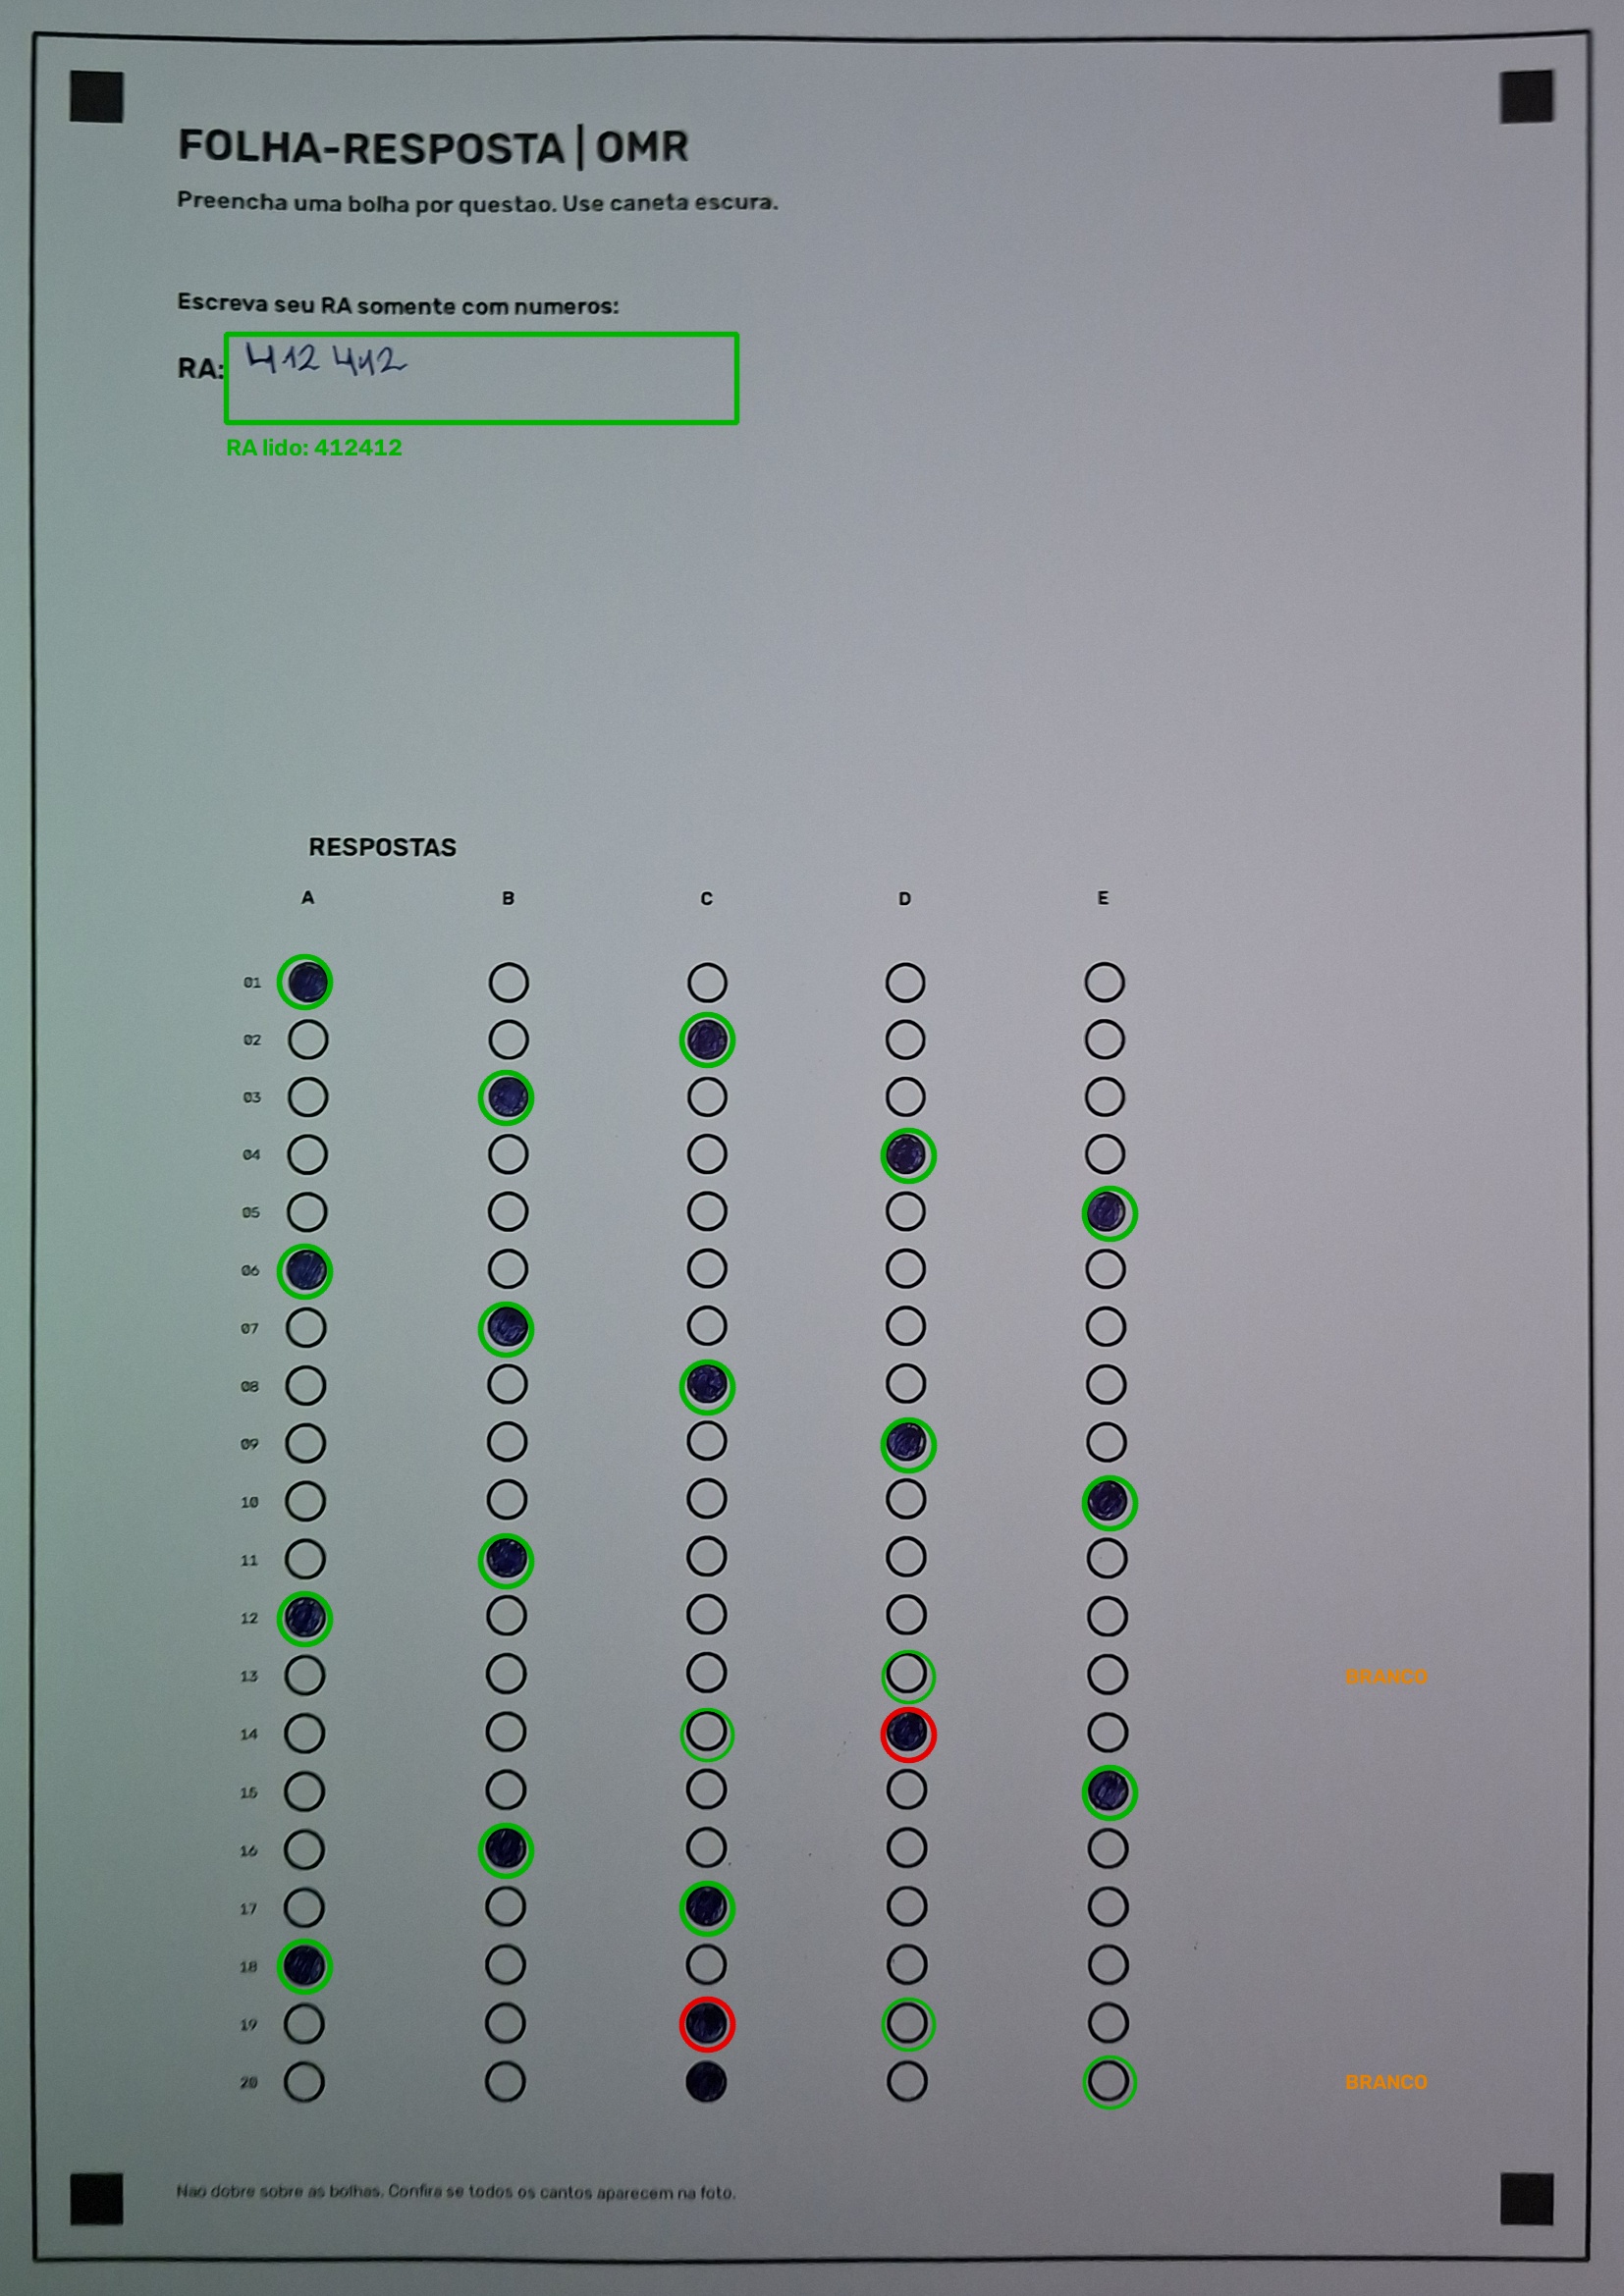 FOLHA-RESPOSTA | OMR
Preencha uma bolha por questao. Use caneta escura.
Escreva seu RA somente com numeros:
RA: 412 412
RA lido: 412412
RESPOSTAS
A B C D E
01
02
03
04
05
06
07
08
09
10
11
12
13 BRANCO
14
15
16
17
18
19
20 BRANCO
Nao dobre sobre as bolhas. Confira se todos os cantos aparecem na foto.